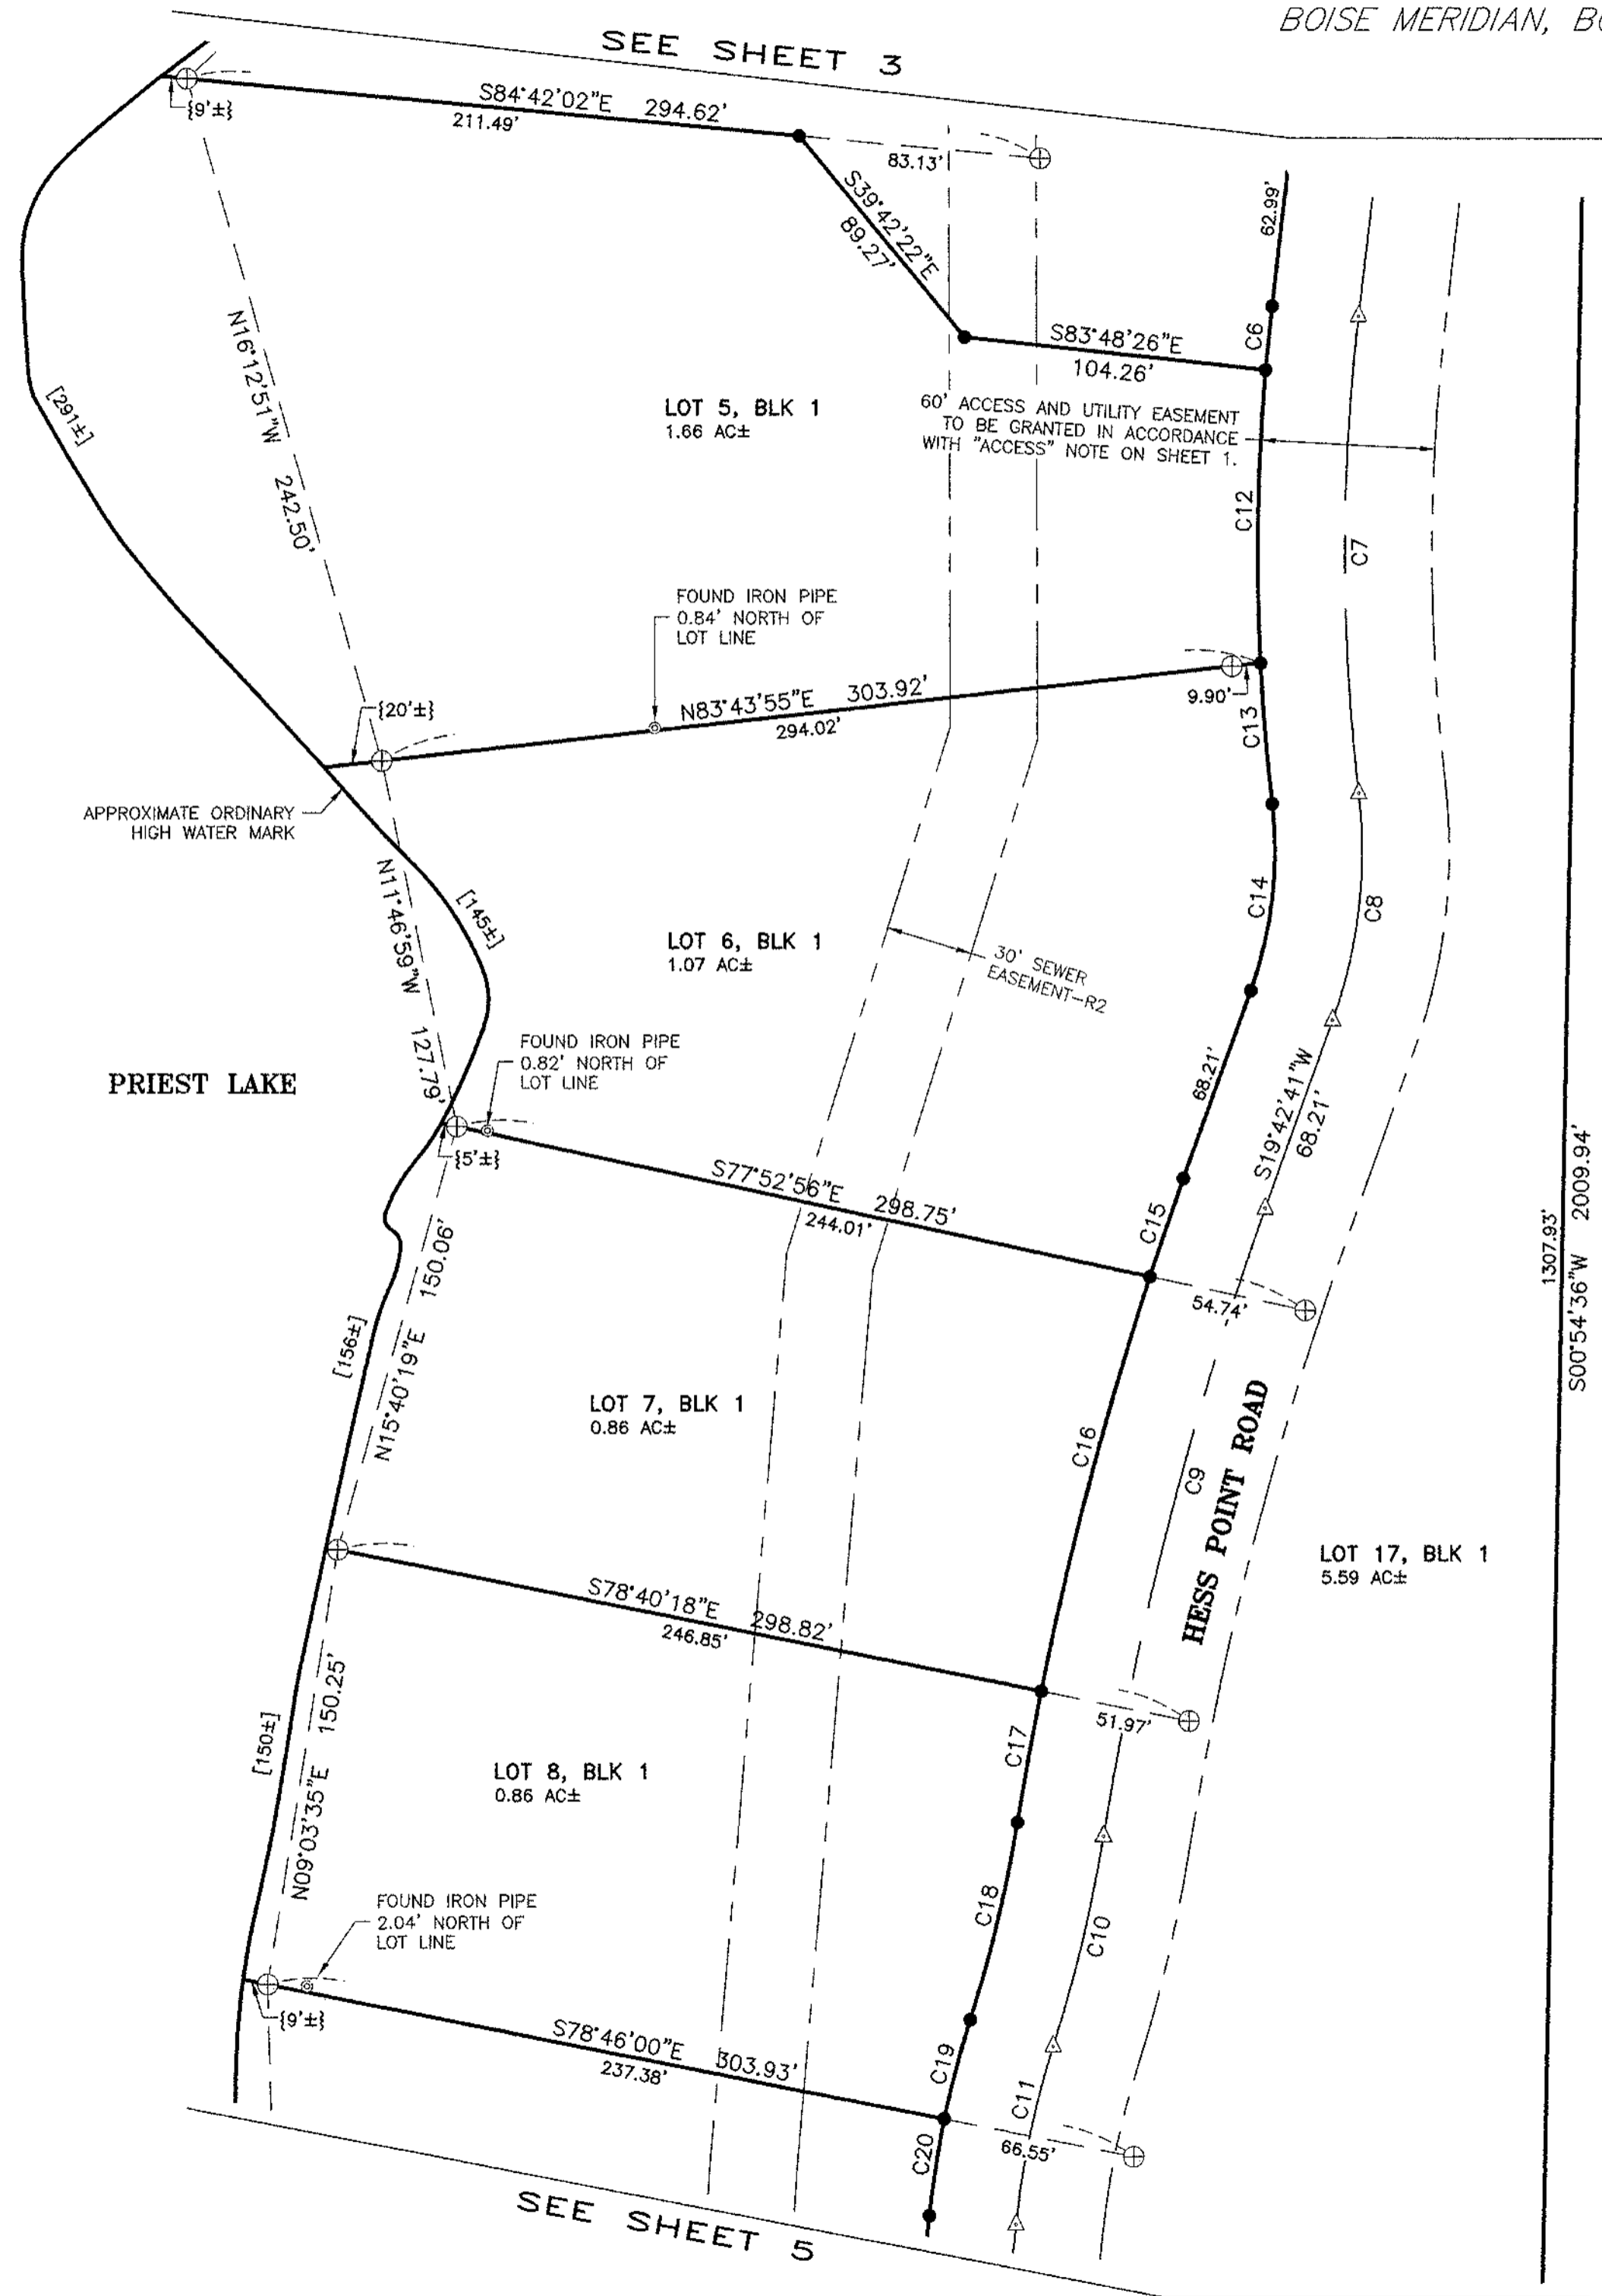 BOISE MERIDIAN, BO
SEE SHEET 3
{9'±}
S84°42'02"E 294.62'
211.49'
83.13'
S39°42'22"E
89.27'
62.99'
C6
S83°48'26"E
104.26'
N16°12'51"W 242.50'
[291±]
LOT 5, BLK 1
1.66 AC±
60' ACCESS AND UTILITY EASEMENT
TO BE GRANTED IN ACCORDANCE
WITH "ACCESS" NOTE ON SHEET 1.
C12
C7
FOUND IRON PIPE
0.84' NORTH OF
LOT LINE
{20'±}
N83°43'55"E 303.92'
294.02'
9.90'
C13
APPROXIMATE ORDINARY
HIGH WATER MARK
N11°46'59"W 127.79'
[145±]
LOT 6, BLK 1
1.07 AC±
C14
C8
30' SEWER
EASEMENT-R2
PRIEST LAKE
FOUND IRON PIPE
0.82' NORTH OF
LOT LINE
68.21'
S19°42'41"W
68.21'
{5'±}
S77°52'56"E 298.75'
244.01'
C15
54.74'
1307.93'
S00°54'36"W 2009.94'
N15°40'19"E 150.06'
[156±]
LOT 7, BLK 1
0.86 AC±
C16
C9
HESS POINT ROAD
LOT 17, BLK 1
5.59 AC±
S78°40'18"E 298.82'
246.85'
51.97'
N09°03'35"E 150.25'
[150±]
C17
LOT 8, BLK 1
0.86 AC±
FOUND IRON PIPE
2.04' NORTH OF
LOT LINE
C18
C10
{9'±}
S78°46'00"E 303.93'
237.38'
C19
C11
66.55'
C20
SEE SHEET 5